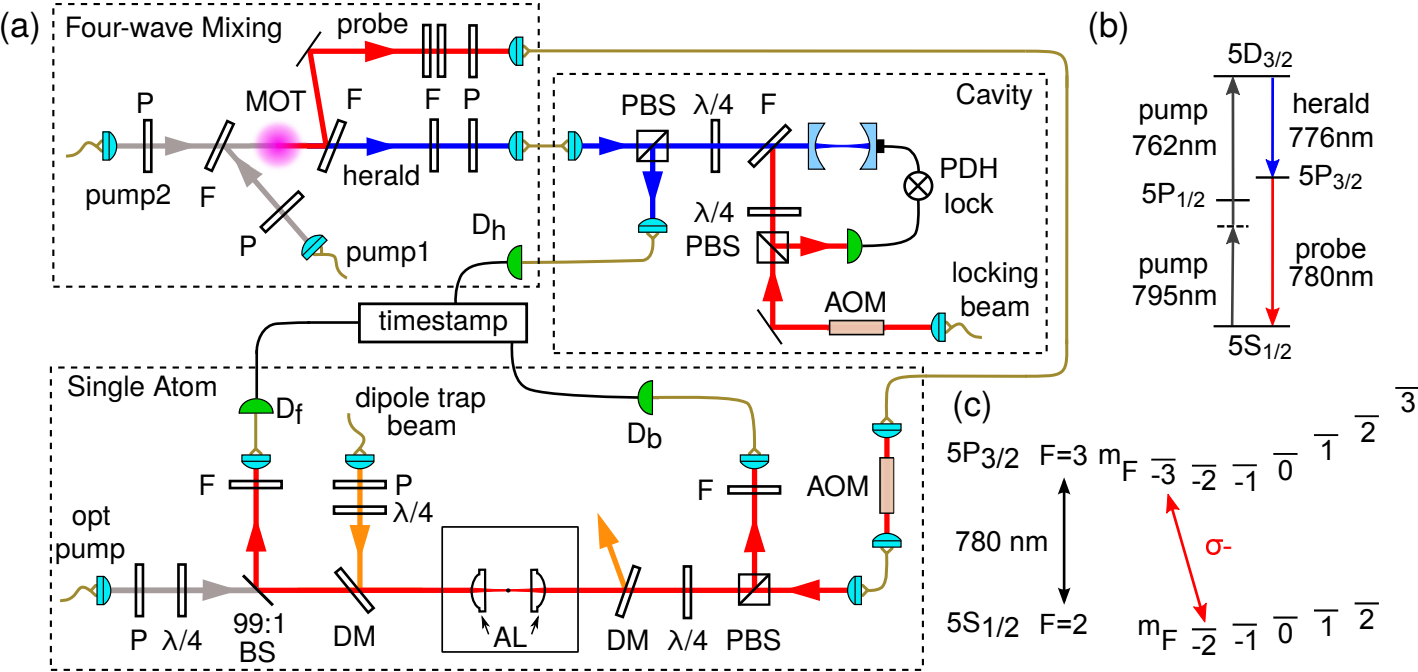 (a)
Four-wave Mixing
probe
P
MOT
F
F
P
herald
pump2
F
P
pump1
Cavity
PBS
λ/4
F
PDH
lock
λ/4
PBS
AOM
locking
beam
Dh
timestamp
Single Atom
Df
dipole trap
beam
Db
F
P
λ/4
F
AOM
opt
pump
P
λ/4
99:1
BS
DM
AL
DM
λ/4
PBS
(b)
5D3/2
pump
762nm
herald
776nm
5P3/2
5P1/2
pump
795nm
probe
780nm
5S1/2
(c)
5P3/2 F=3 mF -3 -2 -1 0 1 2 3
780 nm
σ-
5S1/2 F=2 mF -2 -1 0 1 2